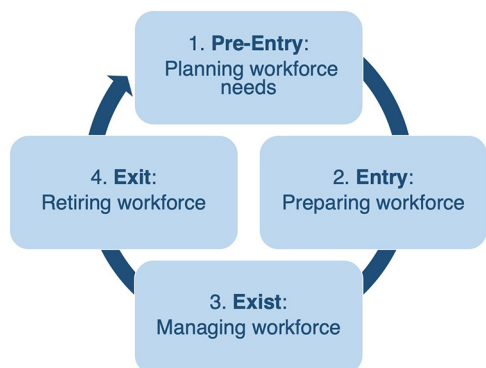 1. Pre-Entry:
Planning workforce
needs
2. Entry:
Preparing workforce
3. Exist:
Managing workforce
4. Exit:
Retiring workforce